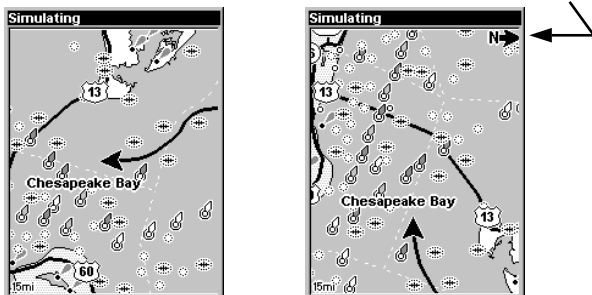 Simulating
13
Chesapeake Bay
60
15mi
Simulating
N
13
Chesapeake Bay
13
15mi